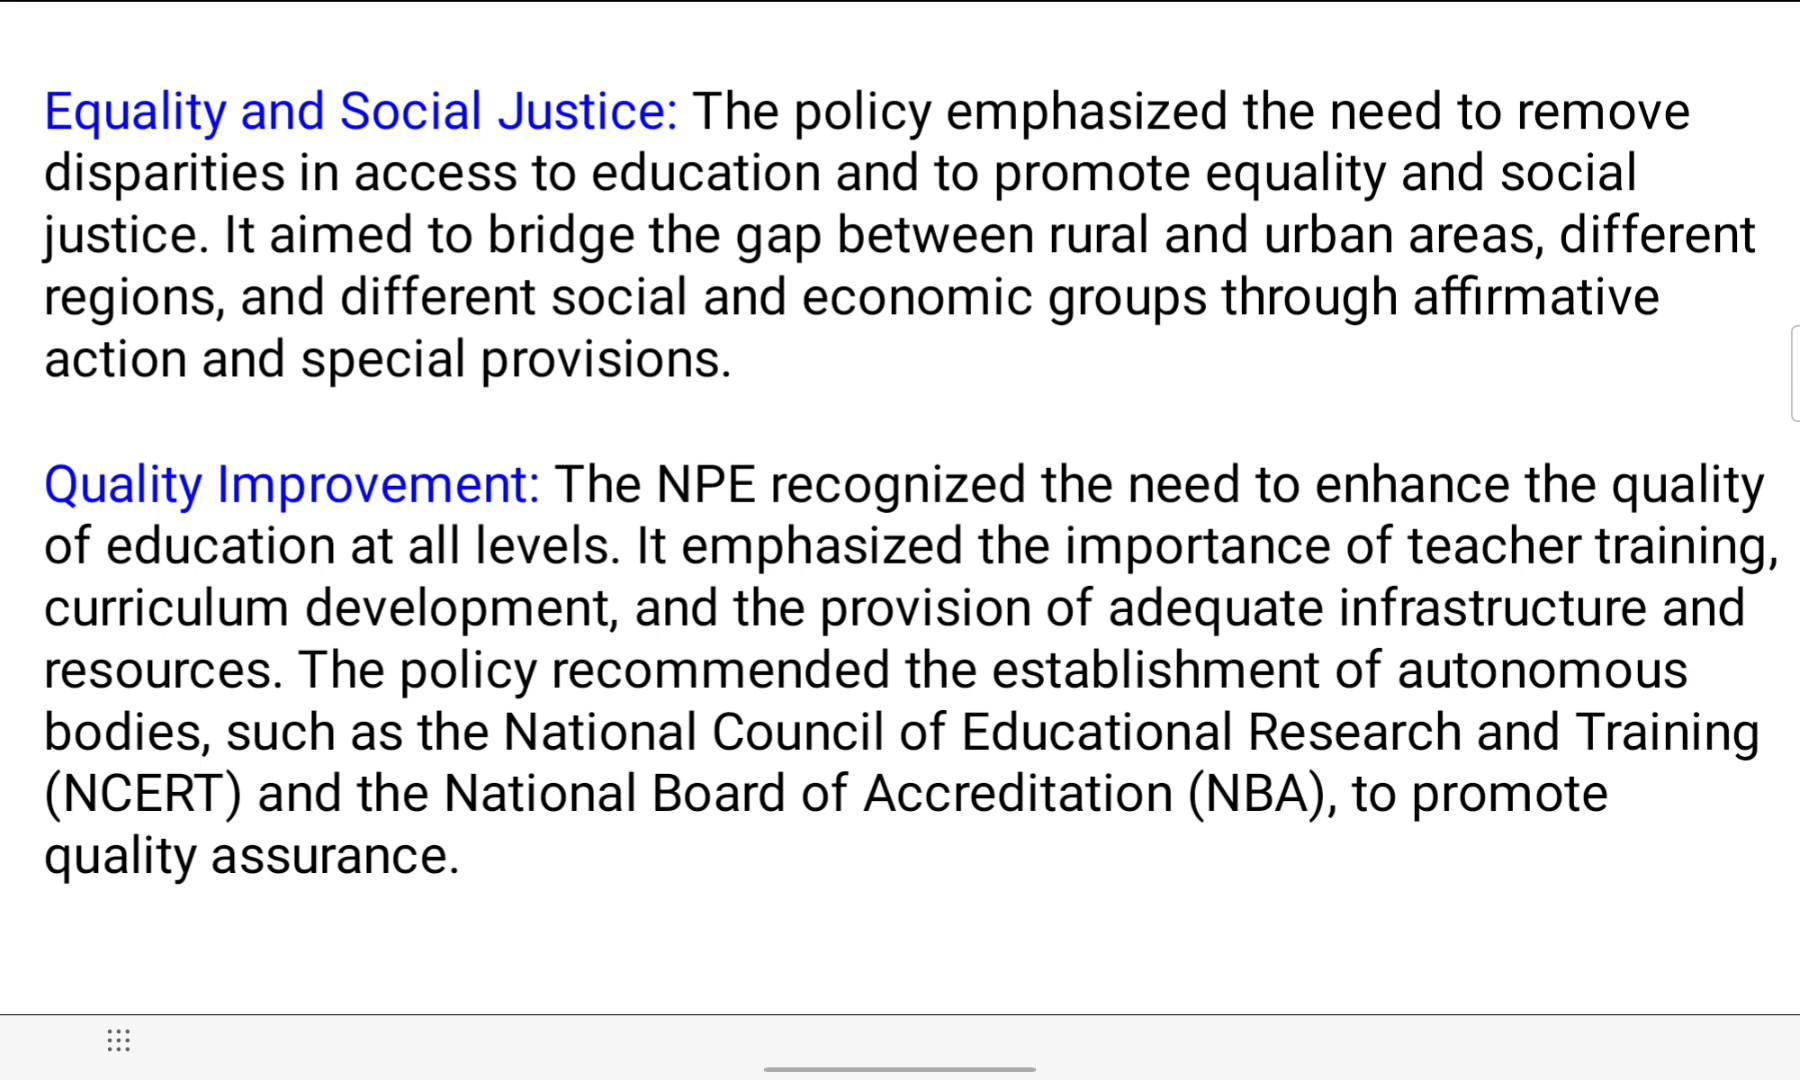 Equality and Social Justice: The policy emphasized the need to remove
disparities in access to education and to promote equality and social
justice. It aimed to bridge the gap between rural and urban areas, different
regions, and different social and economic groups through affirmative
action and special provisions.
Quality Improvement: The NPE recognized the need to enhance the quality
of education at all levels. It emphasized the importance of teacher training,
curriculum development, and the provision of adequate infrastructure and
resources. The policy recommended the establishment of autonomous
bodies, such as the National Council of Educational Research and Training
(NCERT) and the National Board of Accreditation (NBA), to promote
quality assurance.